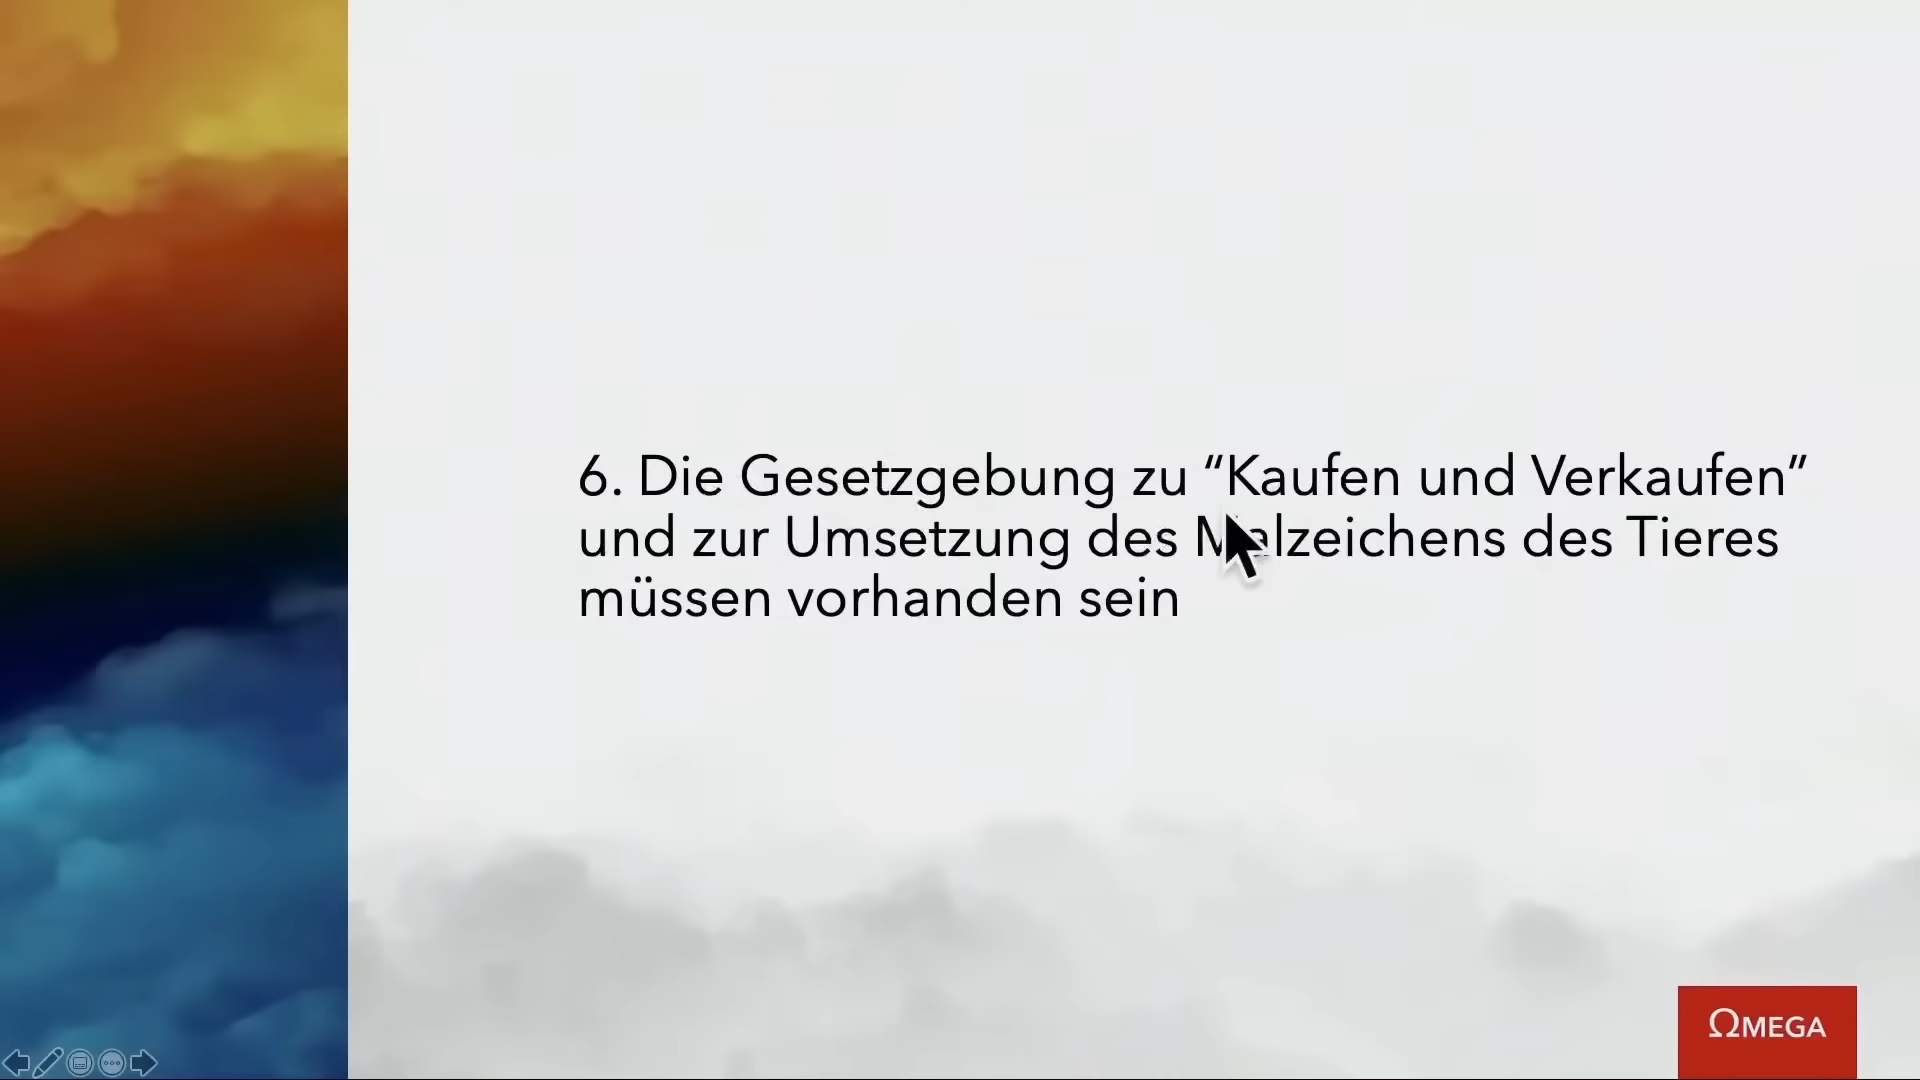 6. Die Gesetzgebung zu “Kaufen und Verkaufen”
und zur Umsetzung des Malzeichens des Tieres
müssen vorhanden sein
ΩMEGA